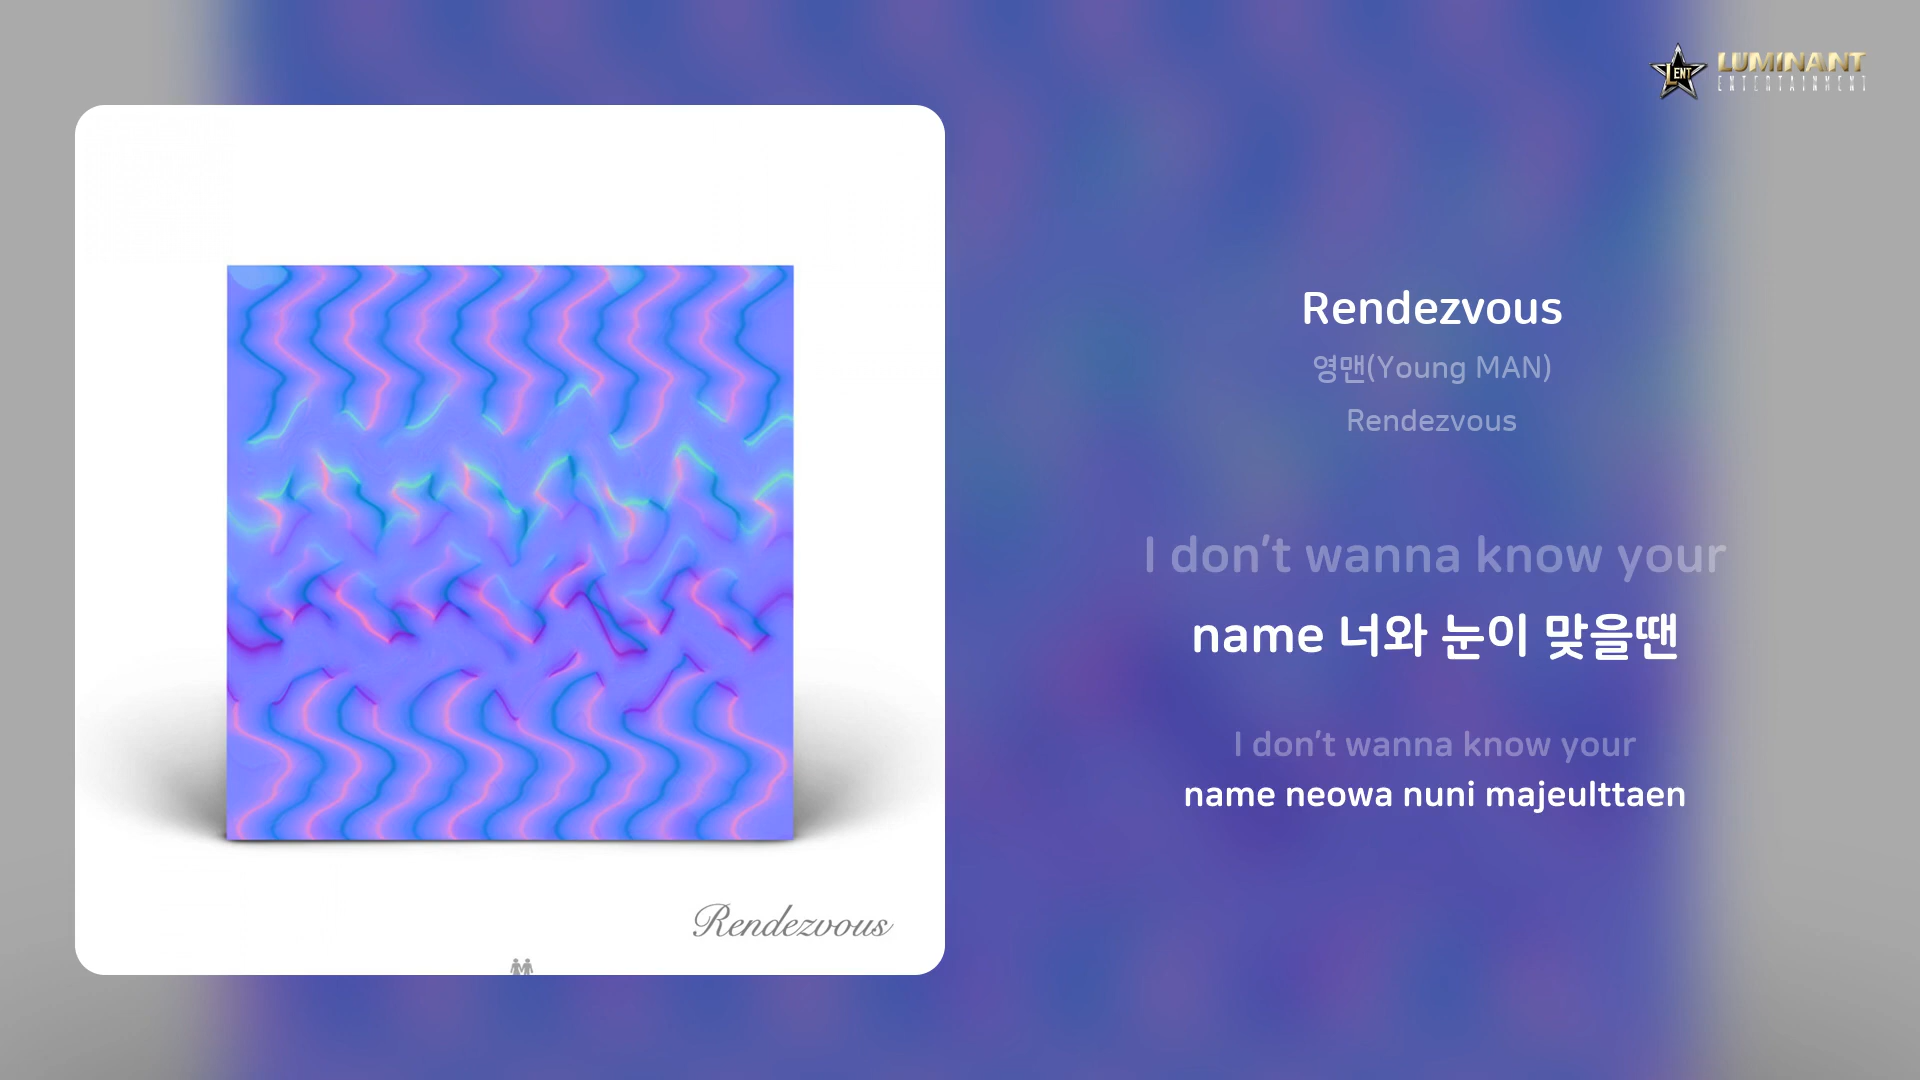 LENT
LUMINANT
ENTERTAINMENT
Rendezvous
영맨(Young MAN)
Rendezvous
I don't wanna know your
name 너와 눈이 맞을땐
I don't wanna know your
name neowa nuni majeulttaen
Rendezvous